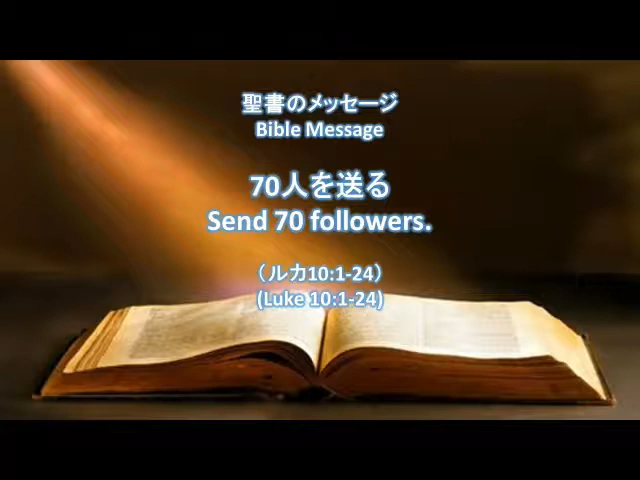 聖書のメッセージ
Bible Message
70人を送る
Send 70 followers.
（ルカ10:1-24）
(Luke 10:1-24)